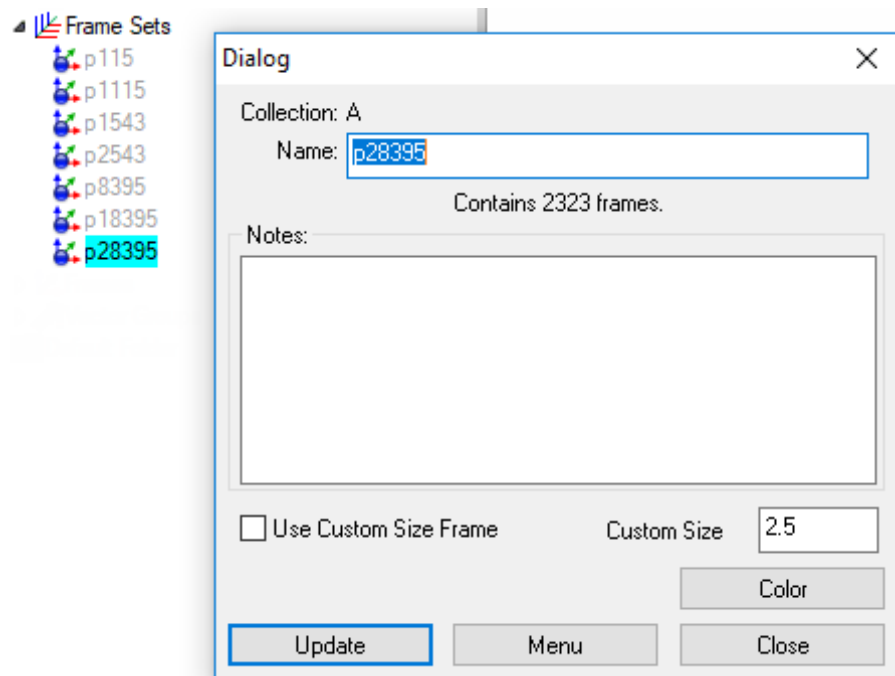 Frame Sets
p115
p1115
p1543
p2543
p8395
p18395
p28395
Dialog
Collection: A
Name: p28395
Contains 2323 frames.
Notes:
Use Custom Size Frame Custom Size 2.5
Color
Update Menu Close